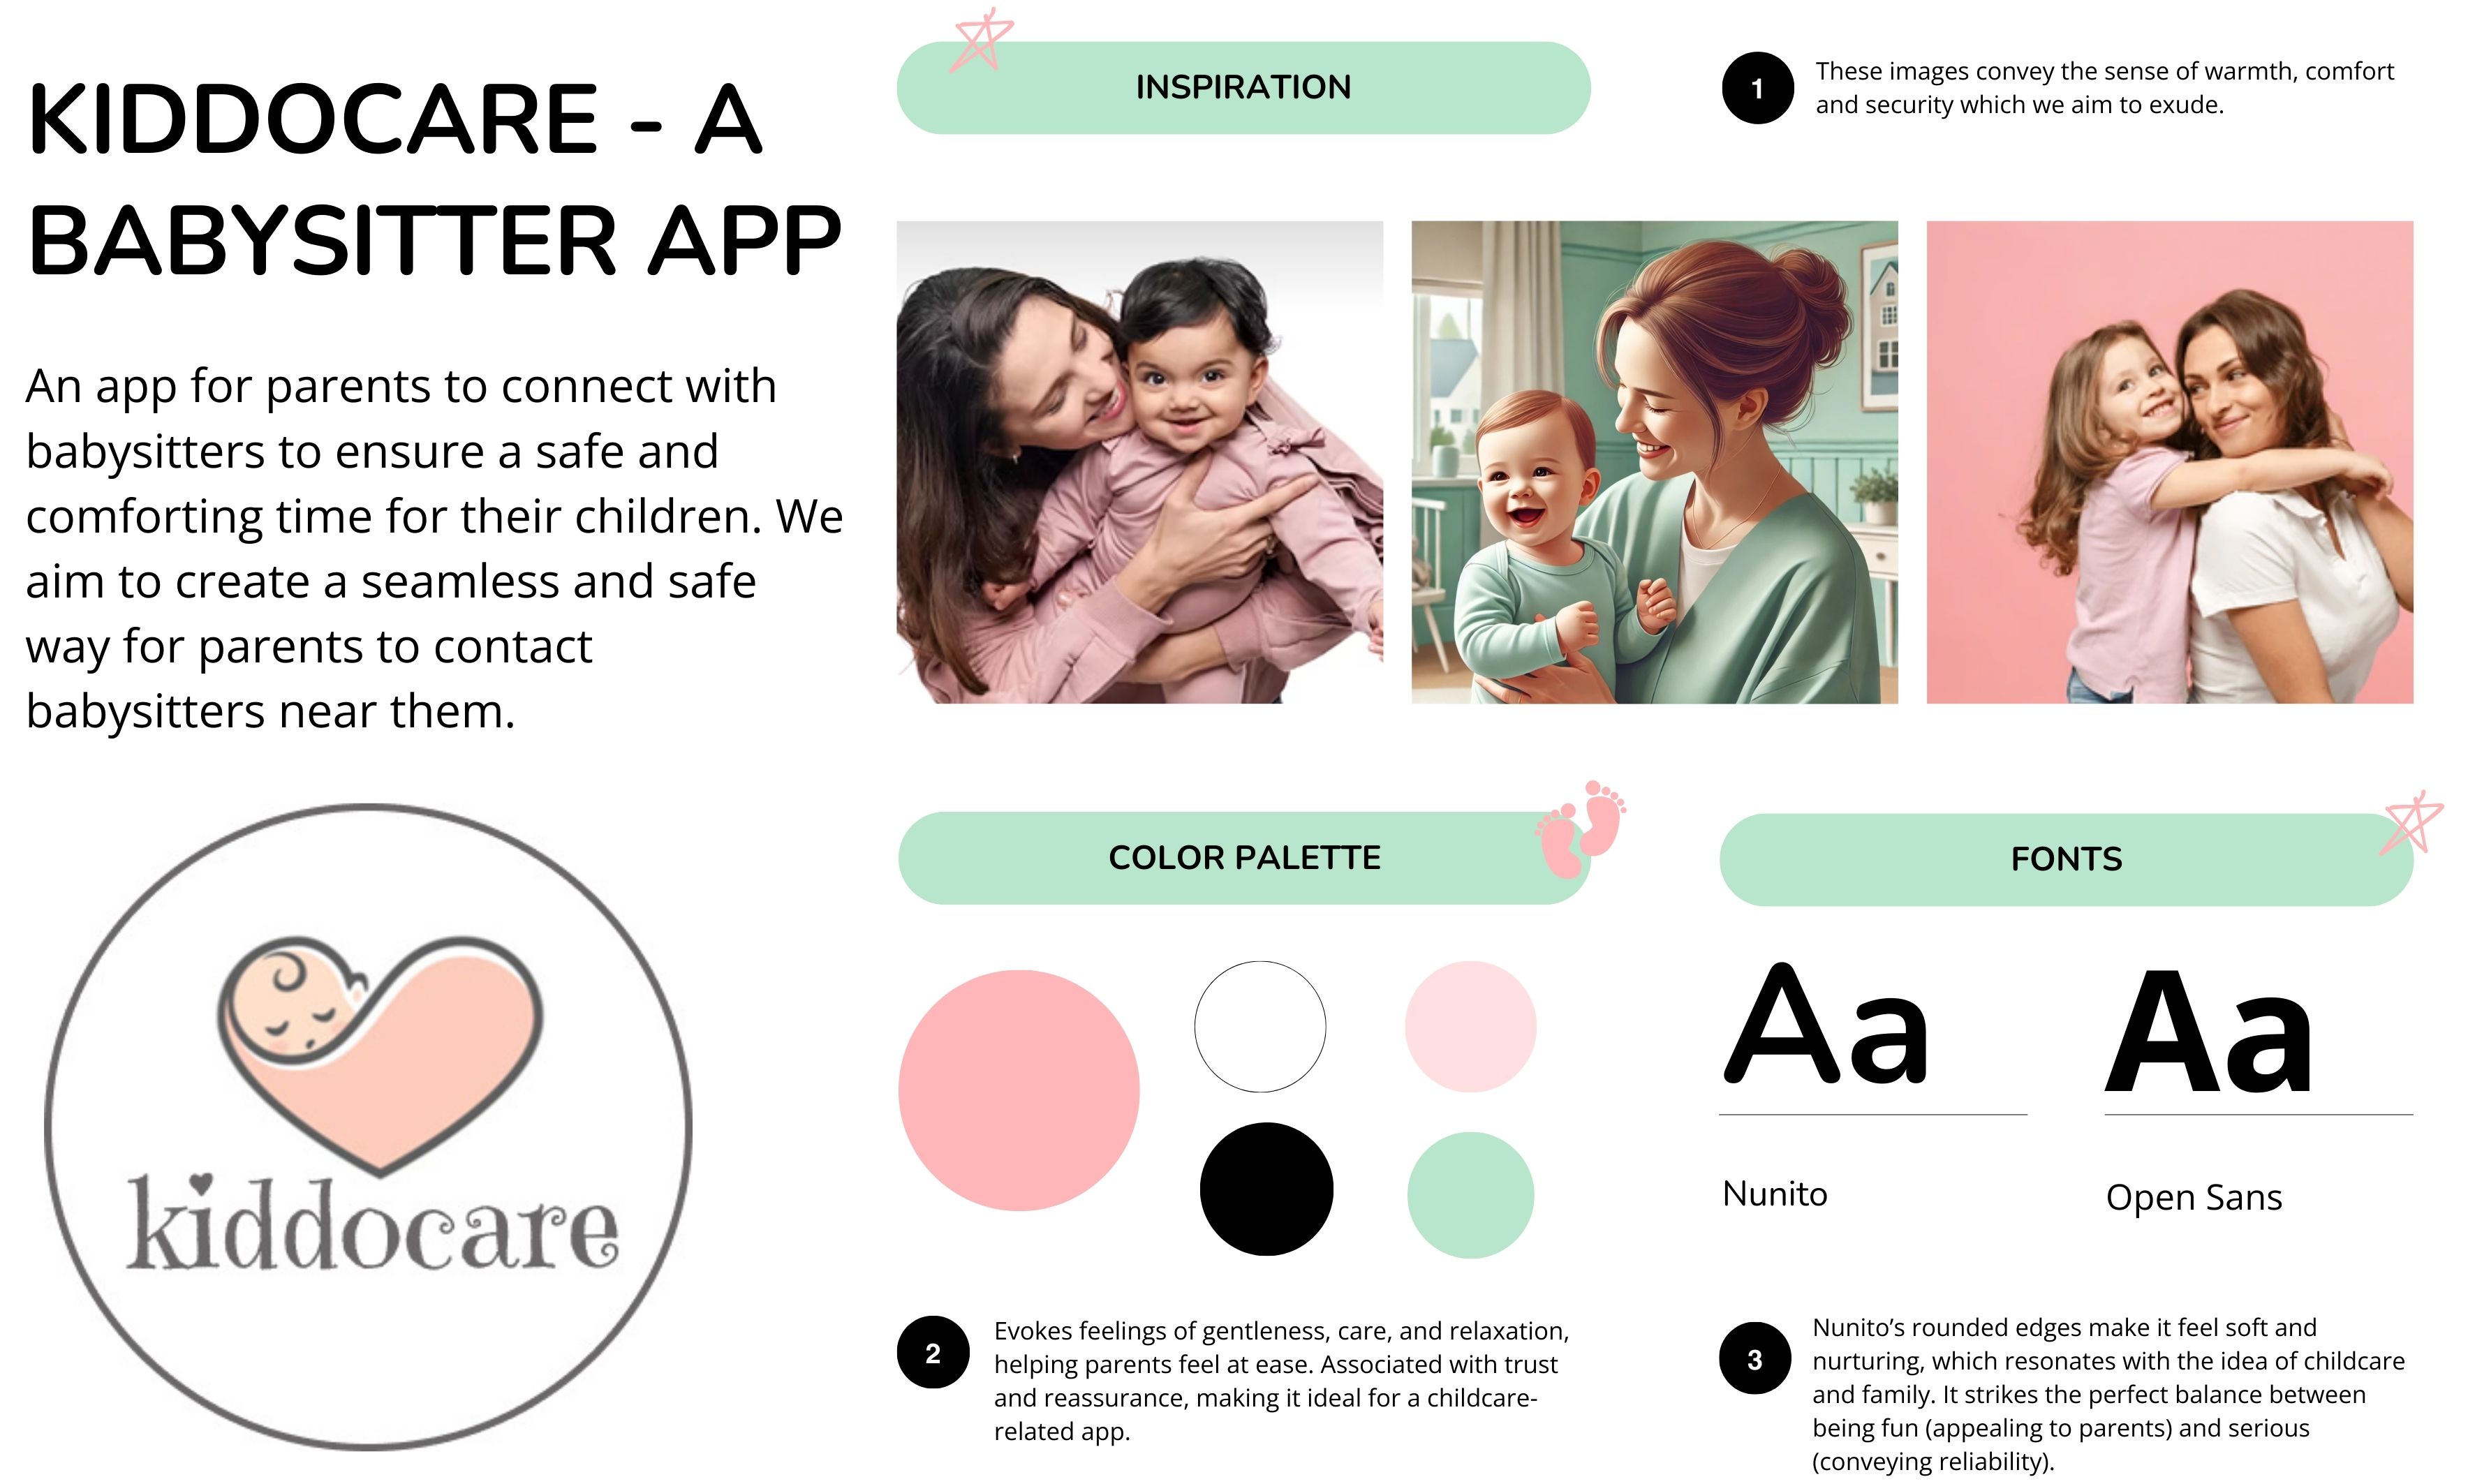 KIDDOCARE - A
BABYSITTER APP
An app for parents to connect with
babysitters to ensure a safe and
comforting time for their children. We
aim to create a seamless and safe
way for parents to contact
babysitters near them.
kiddocare
INSPIRATION
1
These images convey the sense of warmth, comfort
and security which we aim to exude.
COLOR PALETTE
2
Evokes feelings of gentleness, care, and relaxation,
helping parents feel at ease. Associated with trust
and reassurance, making it ideal for a childcare-
related app.
FONTS
Aa
Nunito
Aa
Open Sans
3
Nunito’s rounded edges make it feel soft and
nurturing, which resonates with the idea of childcare
and family. It strikes the perfect balance between
being fun (appealing to parents) and serious
(conveying reliability).